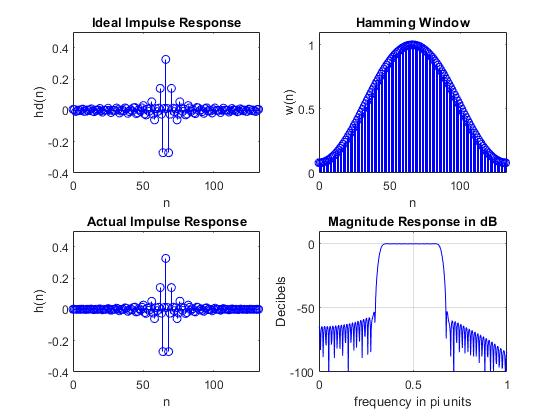 Ideal Impulse Response
0.4
0.2
0
-0.2
-0.4
hd(n)
0
50
100
n
Hamming Window
1
0.5
0
w(n)
0
50
100
n
Actual Impulse Response
0.4
0.2
0
-0.2
-0.4
h(n)
0
50
100
n
Magnitude Response in dB
0
-50
-100
Decibels
0
0.5
1
frequency in pi units